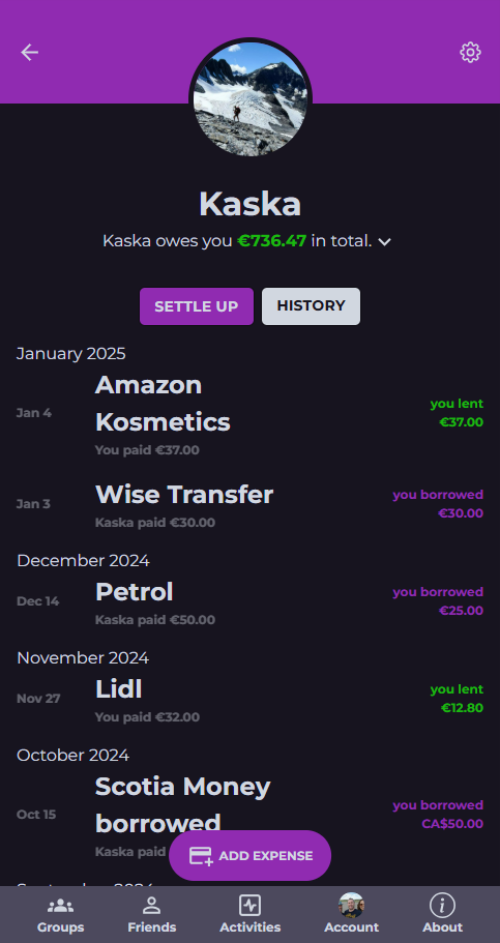 Kaska
Kaska owes you €736.47 in total.
SETTLE UP
HISTORY
January 2025
Jan 4
Amazon
Kosmetics
You paid €37.00
you lent
€37.00
Jan 3
Wise Transfer
Kaska paid €30.00
you borrowed
€30.00
December 2024
Dec 14
Petrol
Kaska paid €50.00
you borrowed
€25.00
November 2024
Nov 27
Lidl
You paid €32.00
you lent
€12.80
October 2024
Oct 15
Scotia Money
borrowed
Kaska paid
you borrowed
CA$50.00
ADD EXPENSE
Groups
Friends
Activities
Account
About